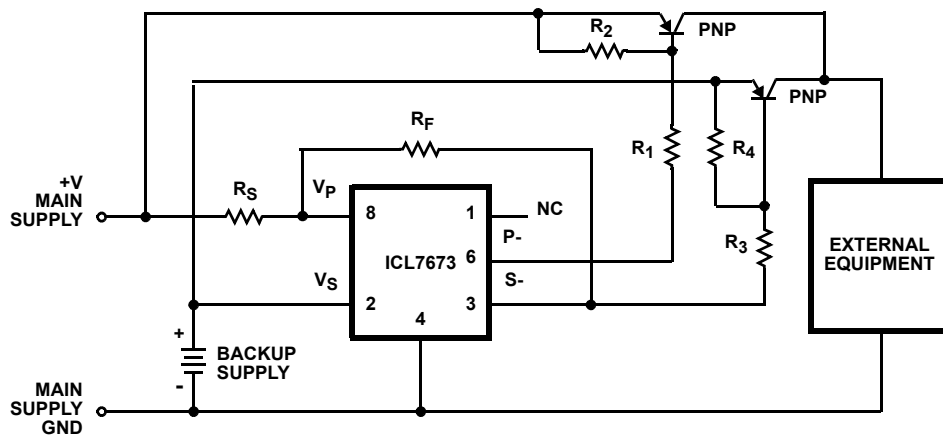 R2
PNP
PNP
RF
R1
R4
+V
MAIN
SUPPLY
RS
VP
8
1
NC
P-
ICL7673
6
R3
EXTERNAL
EQUIPMENT
VS
S-
2
3
4
+
BACKUP
SUPPLY
-
MAIN
SUPPLY
GND